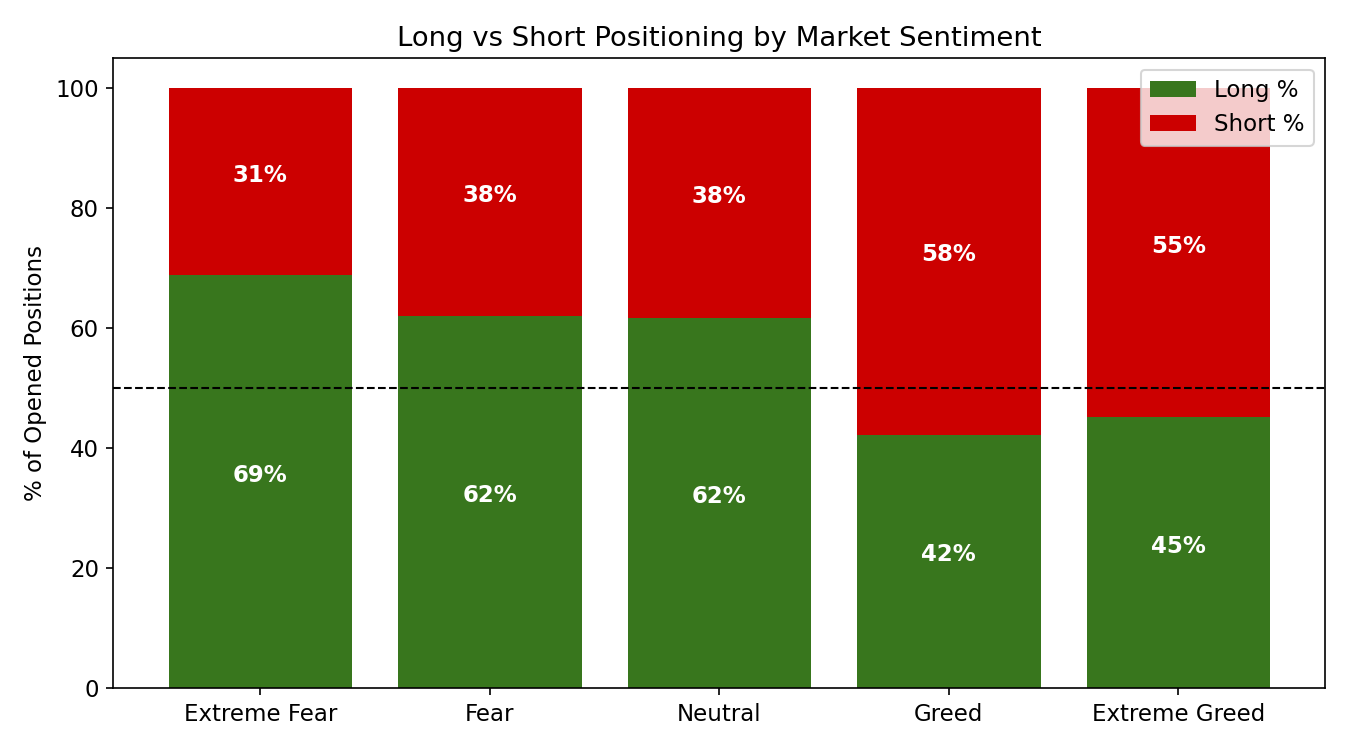 Long vs Short Positioning by Market Sentiment
Long %
Short %
% of Opened Positions
100
80
60
40
20
0
31%
38%
38%
58%
55%
69%
62%
62%
42%
45%
Extreme Fear
Fear
Neutral
Greed
Extreme Greed